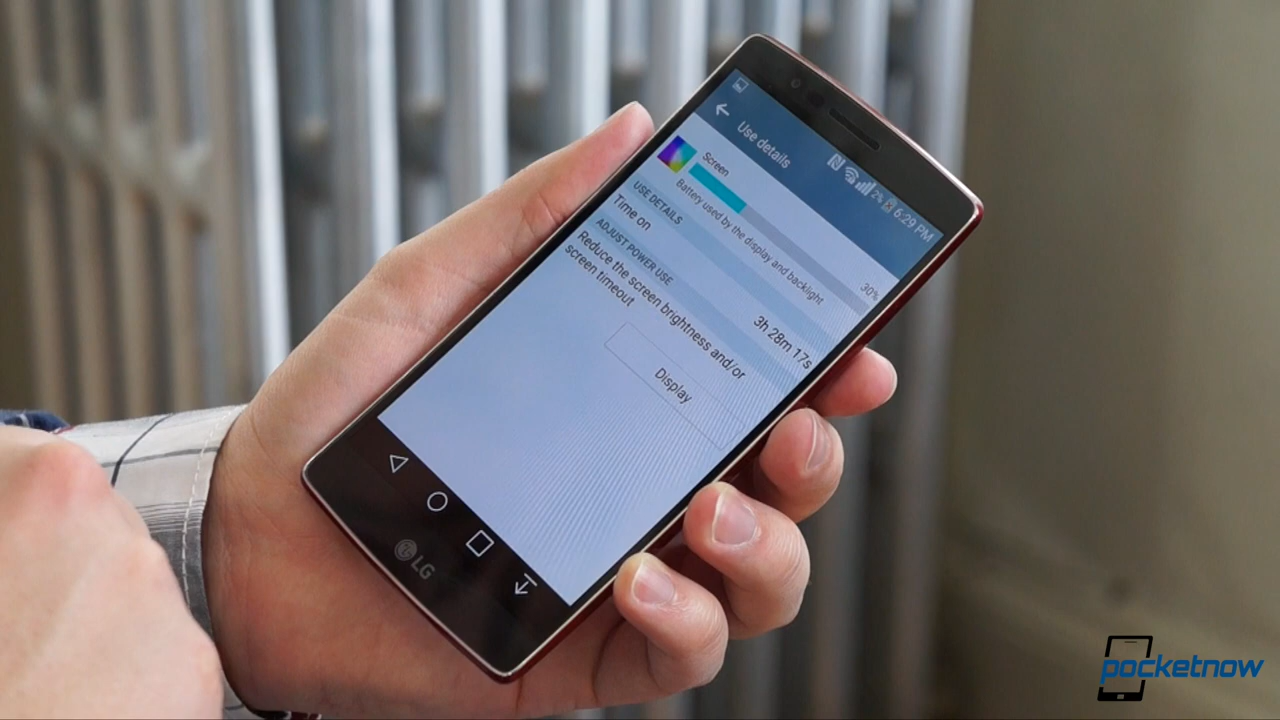 2% 6:29 PM
Use details
Screen
30%
Battery used by the display and backlight
USE DETAILS
Time on 3h 28m 17s
ADJUST POWER USE
Reduce the screen brightness and/or
screen timeout
Display
LG
pocketnow